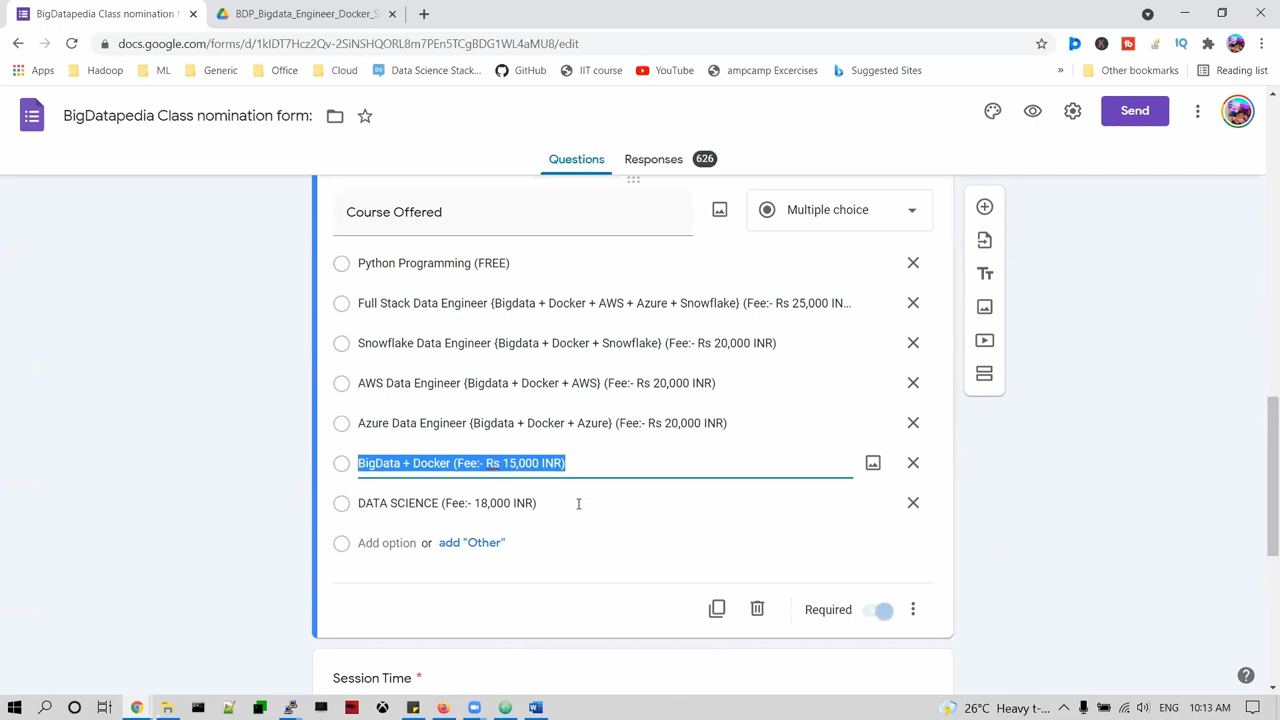 BigDatapedia Class nomination f
BDP_Bigdata_Engineer_Docker_S
docs.google.com/forms/d/
/edit
Apps
Hadoop
ML
Generic
Office
Cloud
Data Science Stack...
GitHub
IIT course
YouTube
ampcamp Excercises
Suggested Sites
»
Other bookmarks
Reading list
BigDatapedia Class nomination form:
Send
Questions
Responses
626
Course Offered
Multiple choice
Python Programming (FREE)
Full Stack Data Engineer {Bigdata + Docker + AWS + Azure + Snowflake} (Fee:- Rs 25,000 IN...
Snowflake Data Engineer {Bigdata + Docker + Snowflake} (Fee:- Rs 20,000 INR)
AWS Data Engineer {Bigdata + Docker + AWS} (Fee:- Rs 20,000 INR)
Azure Data Engineer {Bigdata + Docker + Azure} (Fee:- Rs 20,000 INR)
BigData + Docker (Fee:- Rs 15,000 INR)
DATA SCIENCE (Fee:- 18,000 INR)
Add option or add "Other"
Required
Session Time *
26°C Heavy t-...
ENG
10:13 AM